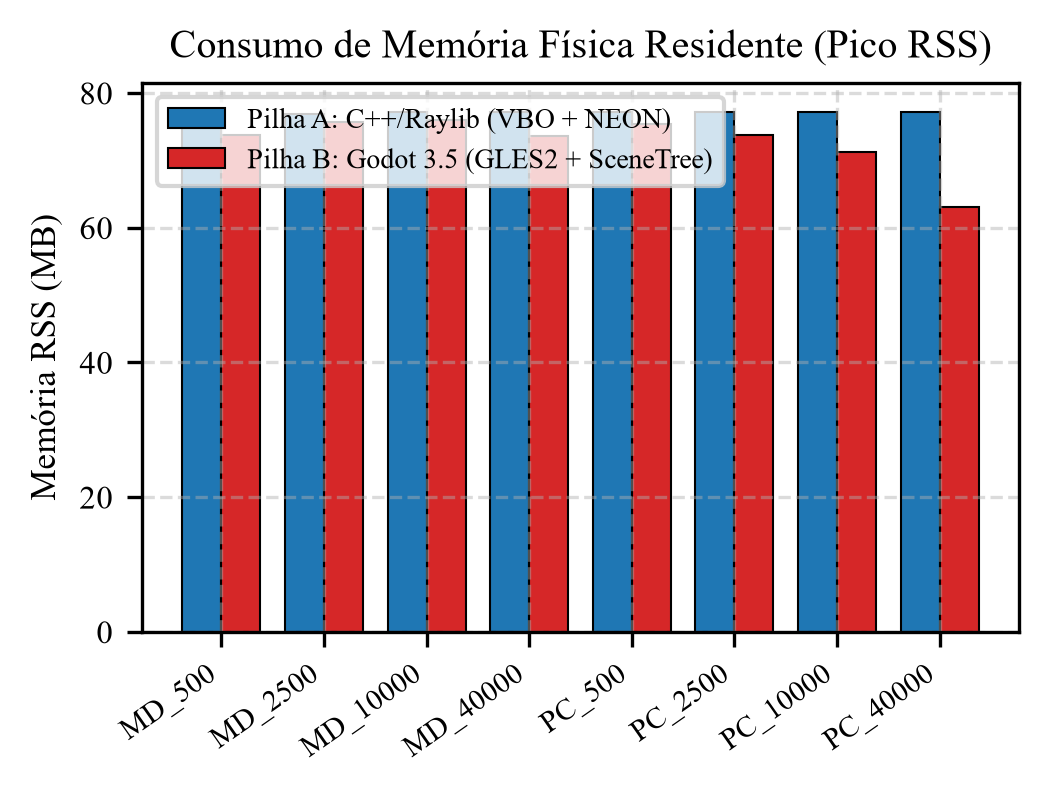 Consumo de Memória Física Residente (Pico RSS)
Pilha A: C++/Raylib (VBO + NEON)
Pilha B: Godot 3.5 (GLES2 + SceneTree)
Memória RSS (MB)
80
60
40
20
0
MD_500
MD_2500
MD_10000
MD_40000
PC_500
PC_2500
PC_10000
PC_40000